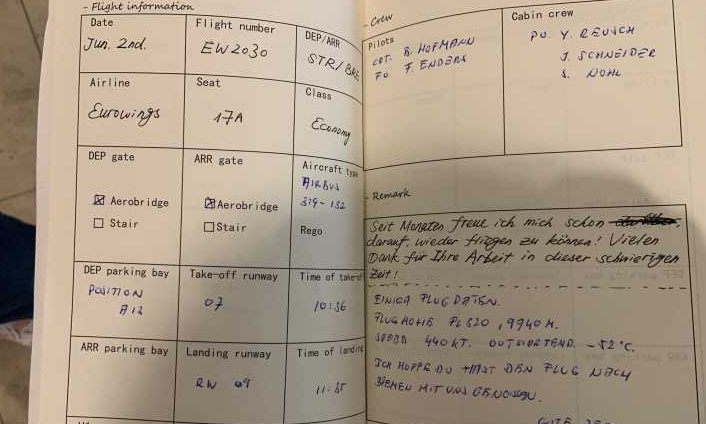 - Flight information
Date
Jun. 2nd.
Flight number
EW2030
DEP/ARR
STR/BRE
Airline
Eurowings
Seat
17A
Class
Economy
DEP gate
☒ Aerobridge
☐ Stair
ARR gate
☒ Aerobridge
☐ Stair
Aircraft type
AIRBUS
319-132
Rego
DEP parking bay
POSITION
A12
Take-off runway
07
Time of take-of
10:36
ARR parking bay
Landing runway
RW 09
Time of landing
11:35
- Crew
Pilots
CPT. B. HOFMANN
FO. F. ENDERS
Cabin crew
PU. Y. REUSCH
J. SCHNEIDER
S. NOHL
- Remark
Seit Monaten freue ich mich schon
darauf, wieder fliegen zu können! Vielen
Dank für Ihre Arbeit in dieser schwierigen
Zeit!
EINIGE FLUGDATEN.
FLUGHÖHE FL320, 9740 M.
SPEED 440KT. OUTSIDETEMP. -52°C.
ICH HOFFE DU HAST DEN FLUG NACH
BREMEN MIT UNS GENOSSEN.